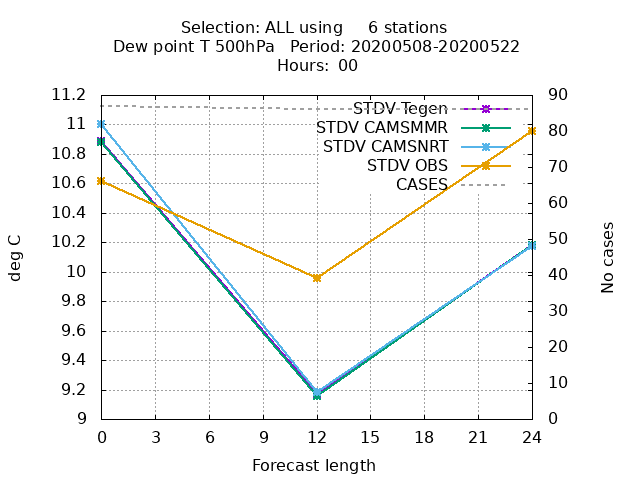 Selection: ALL using     6 stations
Dew point T 500hPa   Period: 20200508-20200522
Hours: 00
11.2
11
10.8
10.6
10.4
10.2
10
9.8
9.6
9.4
9.2
9
deg C
STDV Tegen
STDV CAMSMMR
STDV CAMSNRT
STDV OBS
CASES
90
80
70
60
50
40
30
20
10
0
No cases
0 3 6 9 12 15 18 21 24
Forecast length